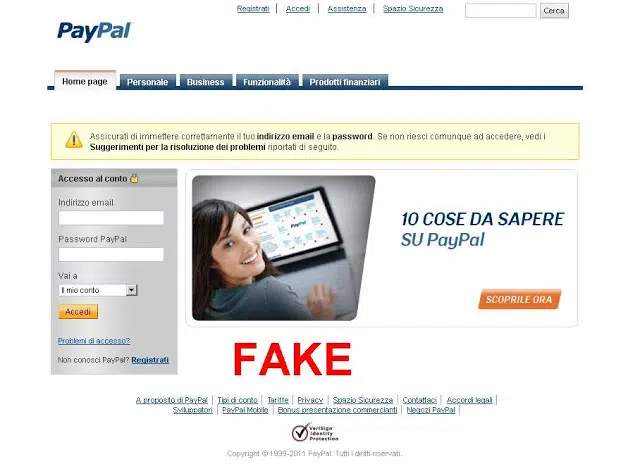 Registrati | Accedi | Assistenza | Spazio Sicurezza
Cerca
PayPal
Home page Personale Business Funzionalità Prodotti finanziari
Assicurati di immettere correttamente il tuo indirizzo email e la password. Se non riesci comunque ad accedere, vedi i
Suggerimenti per la risoluzione dei problemi riportati di seguito.
Accesso al conto
Indirizzo email
Password PayPal
Vai a
Il mio conto
Accedi
Problemi di accesso?
Non conosci PayPal? Registrati
PayPal
10 COSE DA SAPERE
SU PayPal
SCOPRILE ORA
FAKE
A proposito di PayPal | Tipi di conto | Tariffe | Privacy | Spazio Sicurezza | Contattaci | Accordi legali |
Sviluppatori | PayPal Mobile | Bonus presentazione commercianti | Negozi PayPal |
VeriSign
Identity
Protection
Copyright © 1999-2011 PayPal. Tutti i diritti riservati.